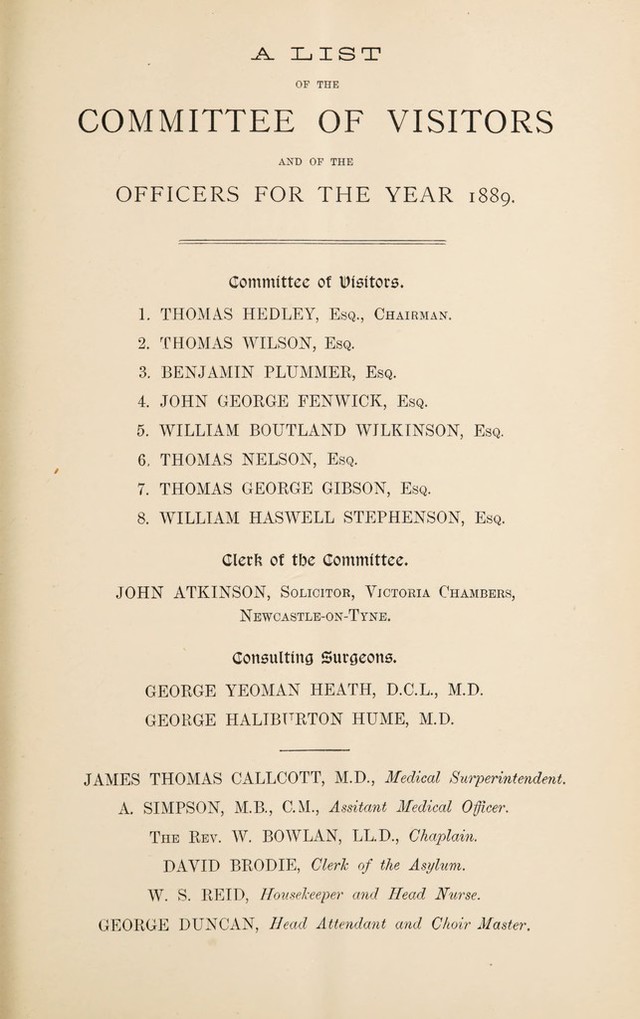 A LIST
OF THE
COMMITTEE OF VISITORS
AND OF THE
OFFICERS FOR THE YEAR 1889.
Committee of Visitors.
1. THOMAS HEDLEY, Esq., Chairman.
2. THOMAS WILSON, Esq.
3. BENJAMIN PLUMMER, Esq.
4. JOHN GEORGE FENWICK, Esq.
5. WILLIAM BOUTLAND WILKINSON, Esq.
6. THOMAS NELSON, Esq.
7. THOMAS GEORGE GIBSON, Esq.
8. WILLIAM HASWELL STEPHENSON, Esq.
Clerk of the Committee.
JOHN ATKINSON, Solicitor, Victoria Chambers,
Newcastle-on-Tyne.
Consulting Surgeons.
GEORGE YEOMAN HEATH, D.C.L., M.D.
GEORGE HALIBURTON HUME, M.D.
JAMES THOMAS CALLCOTT, M.D., Medical Surperintendent.
A. SIMPSON, M.B., C.M., Assitant Medical Officer.
The Rev. W. BOWLAN, LL.D., Chaplain.
DAVID BRODIE, Clerk of the Asylum.
W. S. REID, Housekeeper and Head Nurse.
GEORGE DUNCAN, Head Attendant and Choir Master.